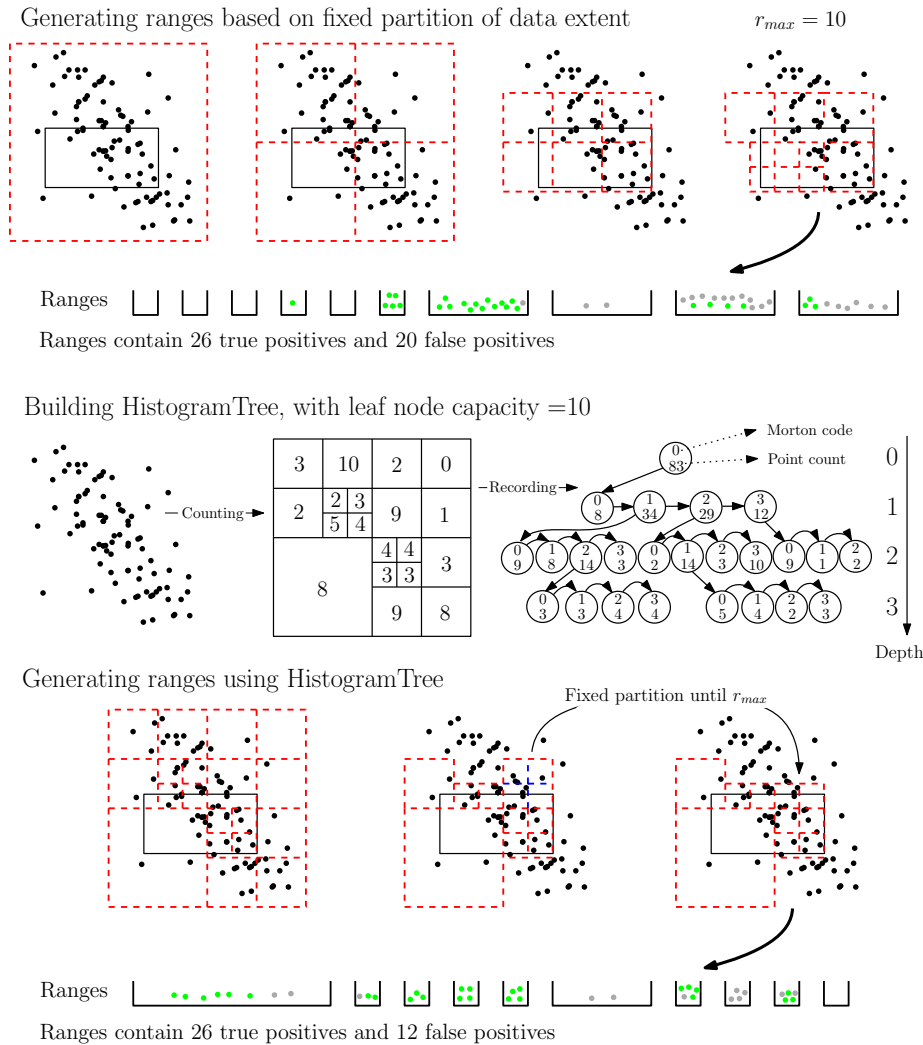 Generating ranges based on fixed partition of data extent
r_max = 10
Ranges
Ranges contain 26 true positives and 20 false positives
Building HistogramTree, with leaf node capacity =10
Counting
3 10 2 0
2 2 3 9 1
5 4
8 4 4 3
3 3
9 8
Recording
Morton code
Point count
0 83
0
0 8
1 34
2 29
3 12
1
0 9
1 8
2 14
3 3
0 2
1 14
2 3
3 10
0 9
1 1
2 2
2
0 3
1 3
2 4
3 4
0 5
1 4
2 2
3 3
3
Depth
Generating ranges using HistogramTree
Fixed partition until r_max
Ranges
Ranges contain 26 true positives and 12 false positives